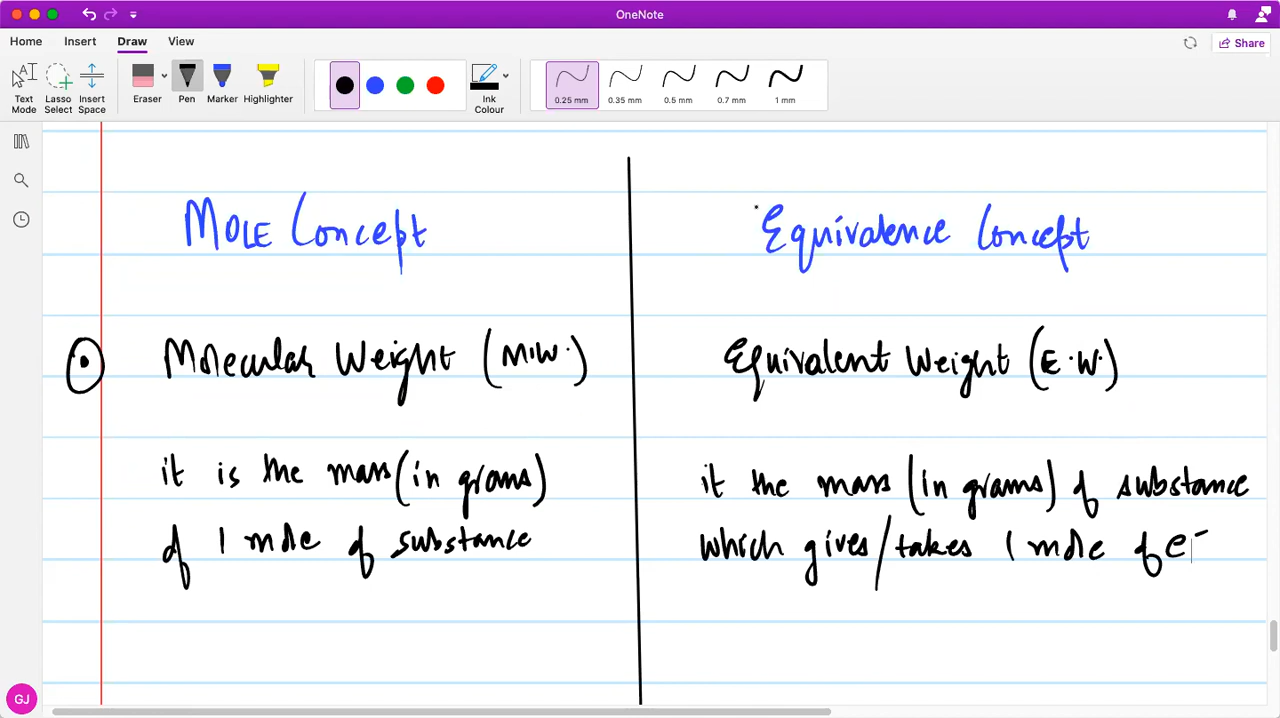 OneNote
Home Insert Draw View
Share
Text Mode
Lasso Select
Insert Space
Eraser
Pen
Marker
Highlighter
Ink Colour
0.25 mm
0.35 mm
0.5 mm
0.7 mm
1 mm
MOLE Concept
Equivalence Concept
Molecular Weight (M.W.)
Equivalent Weight (E.W.)
it is the mass (in grams)
of 1 mole of substance
it the mass (in grams) of substance
which gives/takes 1 mole of e⁻
GJ